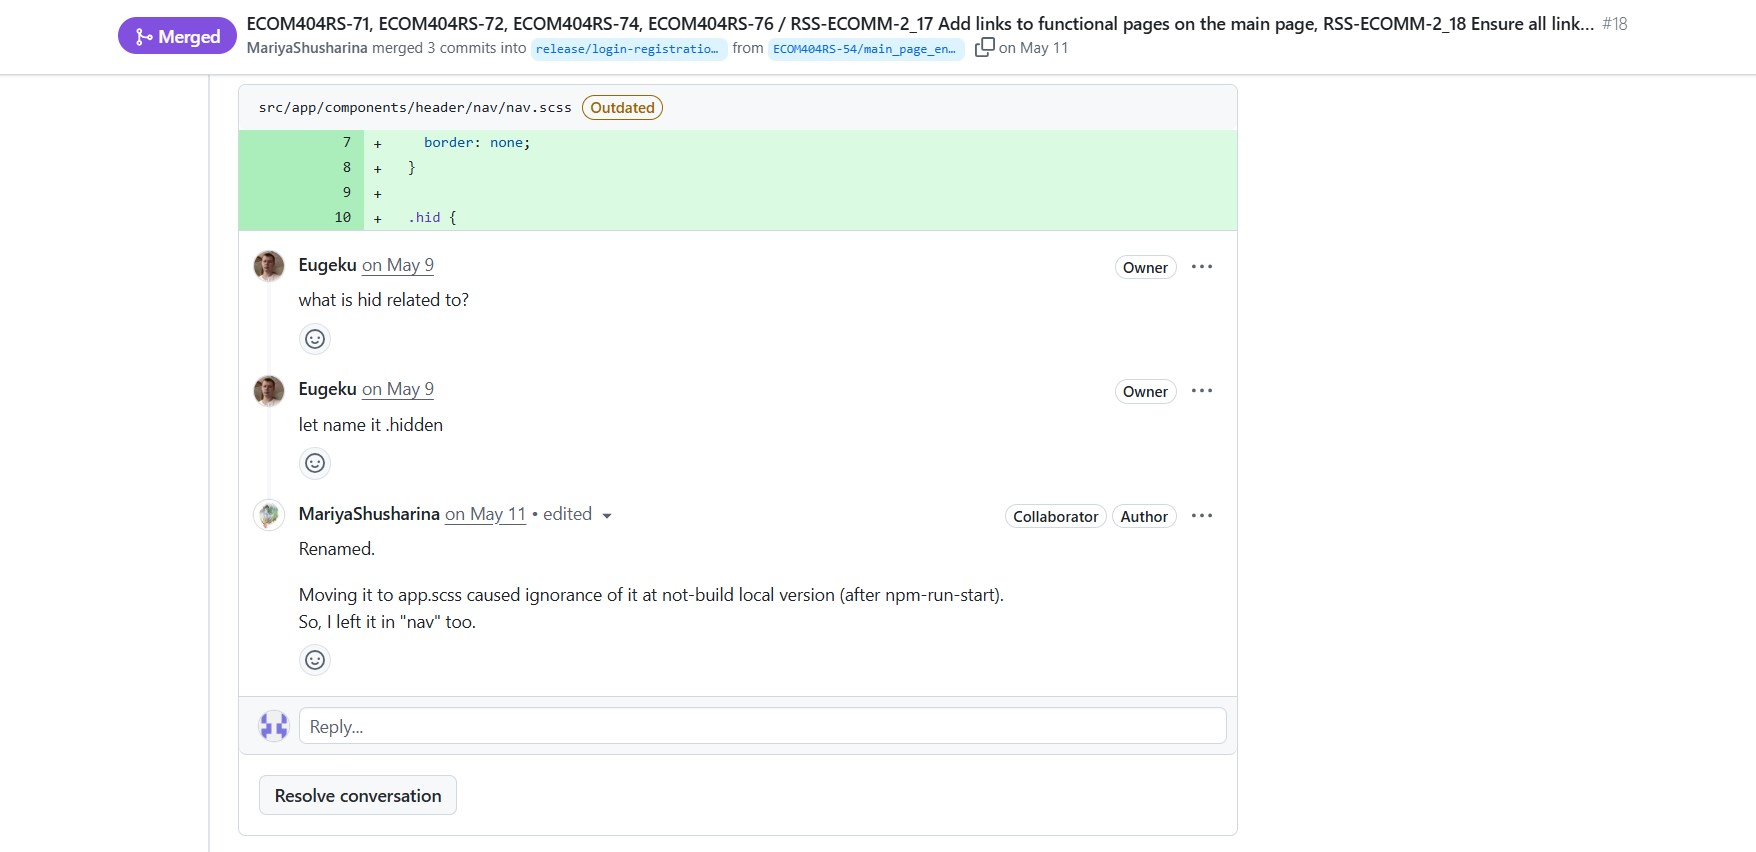 Merged
ECOM404RS-71, ECOM404RS-72, ECOM404RS-74, ECOM404RS-76 / RSS-ECOMM-2_17 Add links to functional pages on the main page, RSS-ECOMM-2_18 Ensure all link... #18
MariyaShusharina merged 3 commits into release/login-registratio… from ECOM404RS-54/main_page_en… on May 11
src/app/components/header/nav/nav.scss Outdated
7 + border: none;
8 + }
9 +
10 + .hid {
Eugeku on May 9 Owner
what is hid related to?
Eugeku on May 9 Owner
let name it .hidden
MariyaShusharina on May 11 • edited Collaborator Author
Renamed.
Moving it to app.scss caused ignorance of it at not-build local version (after npm-run-start).
So, I left it in "nav" too.
Reply...
Resolve conversation